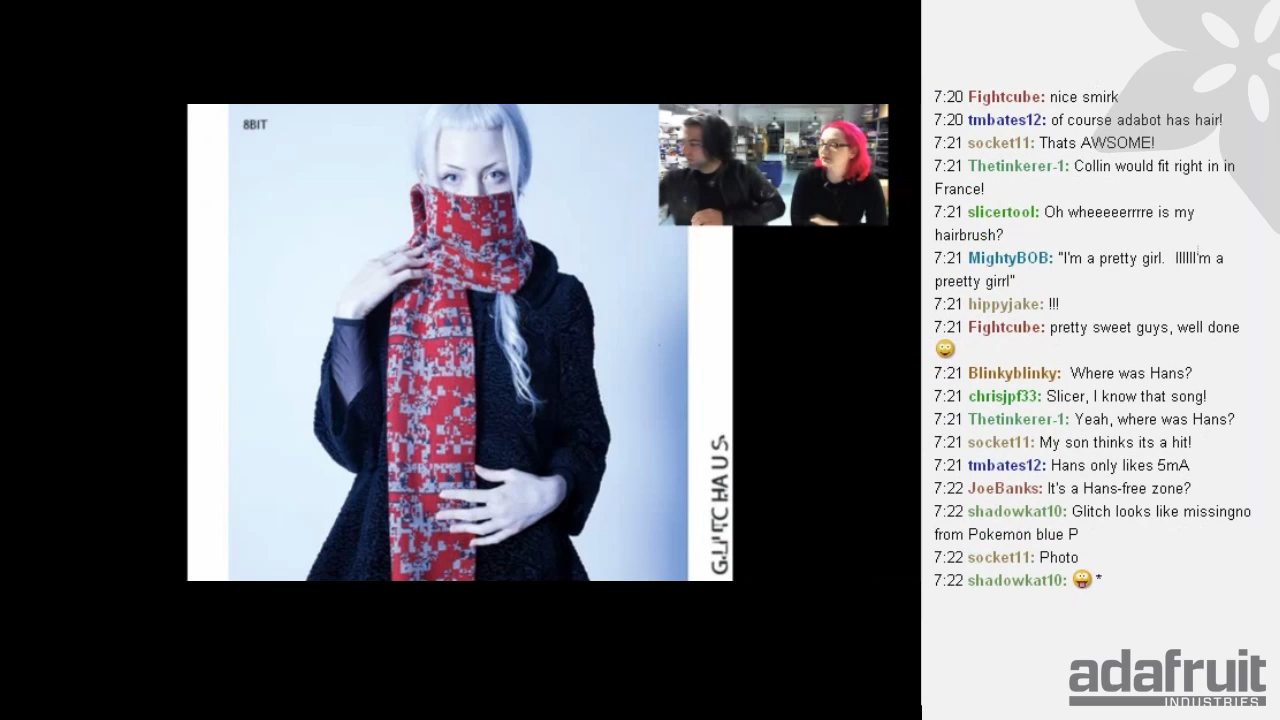 8BIT
GLITCHAUS
7:20 Fightcube: nice smirk
7:20 tmbates12: of course adabot has hair!
7:21 socket11: Thats AWSOME!
7:21 Thetinkerer-1: Collin would fit right in in
France!
7:21 slicertool: Oh wheeeeerrrre is my
hairbrush?
7:21 MightyBOB: "I'm a pretty girl.  IIIIII'm a
preetty girrl"
7:21 hippyjake: !!!
7:21 Fightcube: pretty sweet guys, well done
7:21 Blinkyblinky:  Where was Hans?
7:21 chrisjpf33: Slicer, I know that song!
7:21 Thetinkerer-1: Yeah, where was Hans?
7:21 socket11: My son thinks its a hit!
7:21 tmbates12: Hans only likes 5mA
7:22 JoeBanks: It's a Hans-free zone?
7:22 shadowkat10: Glitch looks like missingno
from Pokemon blue P
7:22 socket11: Photo
7:22 shadowkat10: *
adafruit
INDUSTRIES